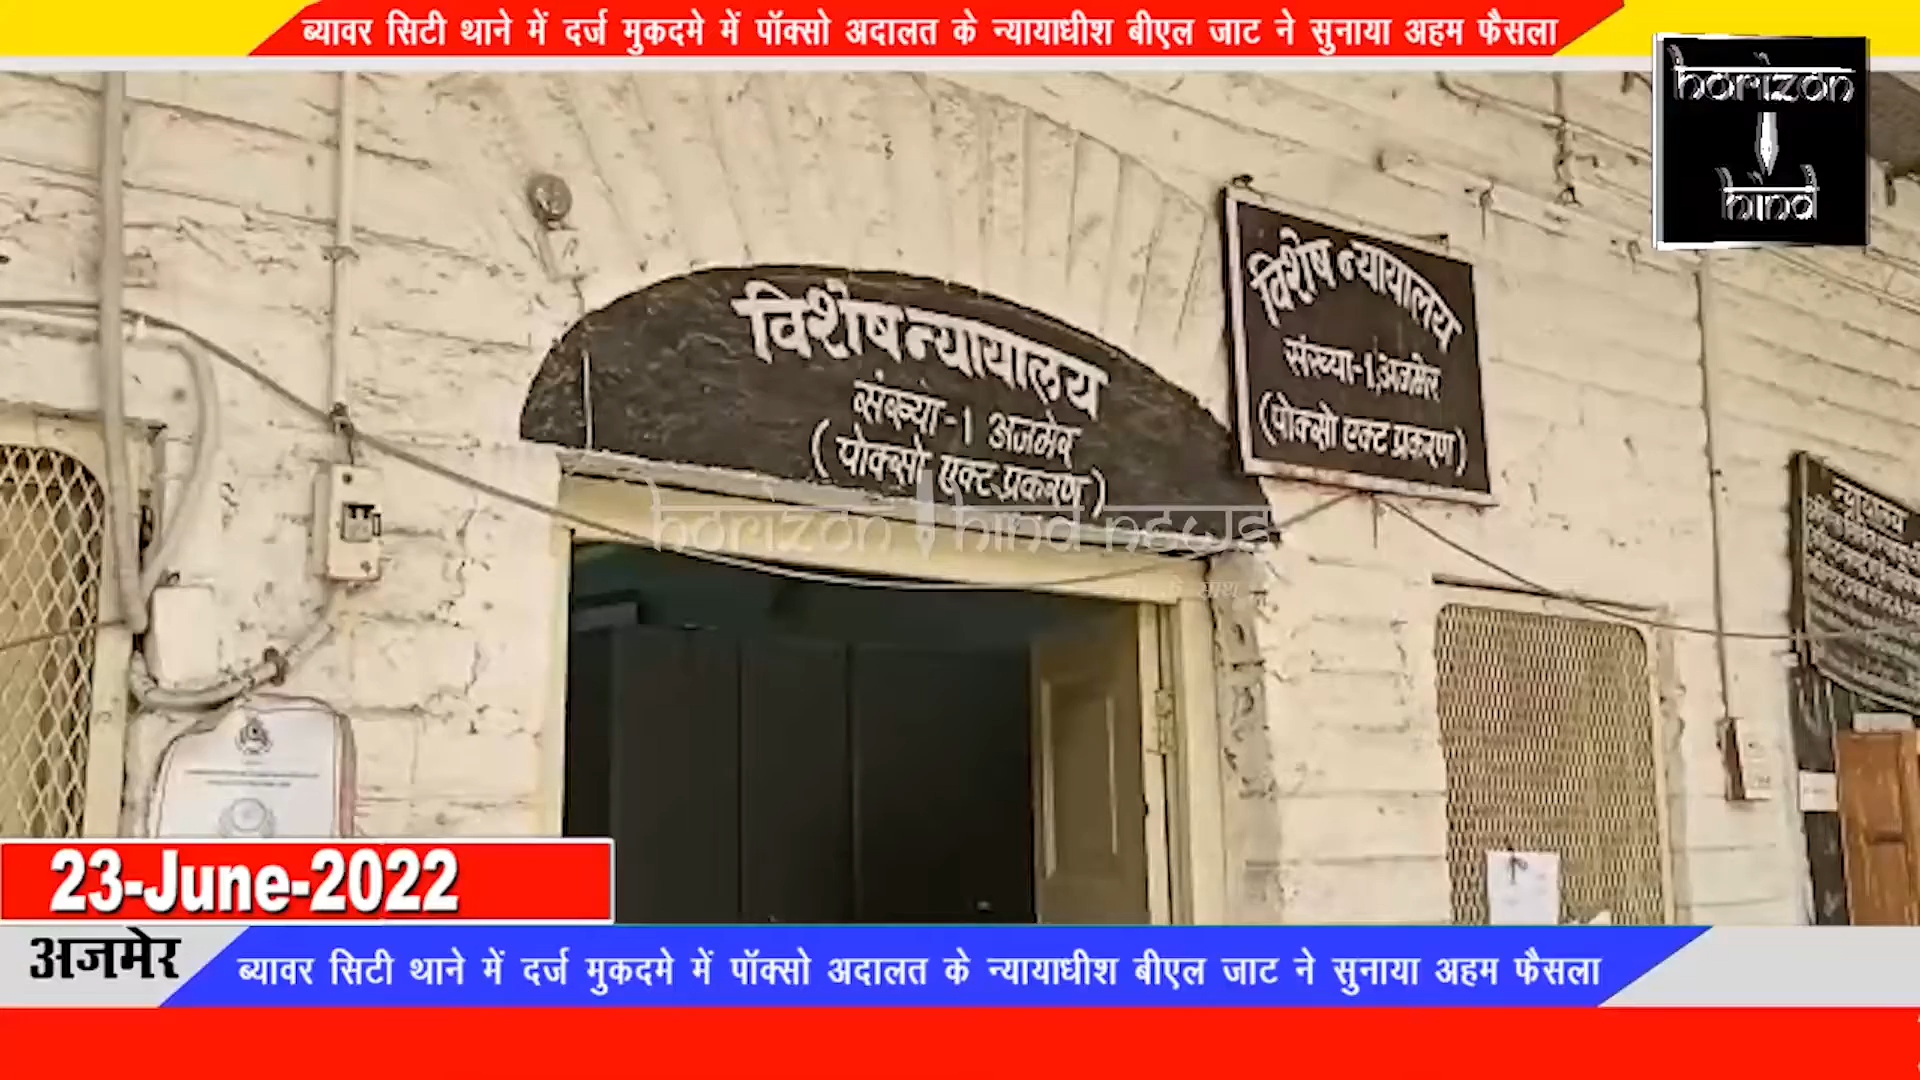 ब्यावर सिटी थाने में दर्ज मुकदमे में पॉक्सो अदालत के न्यायाधीश बीएल जाट ने सुनाया अहम फैसला
horizon
hind
विशेष न्यायालय
संख्या-1 अजमेर
(पोक्सो एक्ट प्रकरण)
विशेष न्यायालय
संख्या-1,अजमेर
(पोक्सो एक्ट प्रकरण)
न्यायालय
horizon hind news
साथ
23-June-2022
अजमेर
ब्यावर सिटी थाने में दर्ज मुकदमे में पॉक्सो अदालत के न्यायाधीश बीएल जाट ने सुनाया अहम फैसला